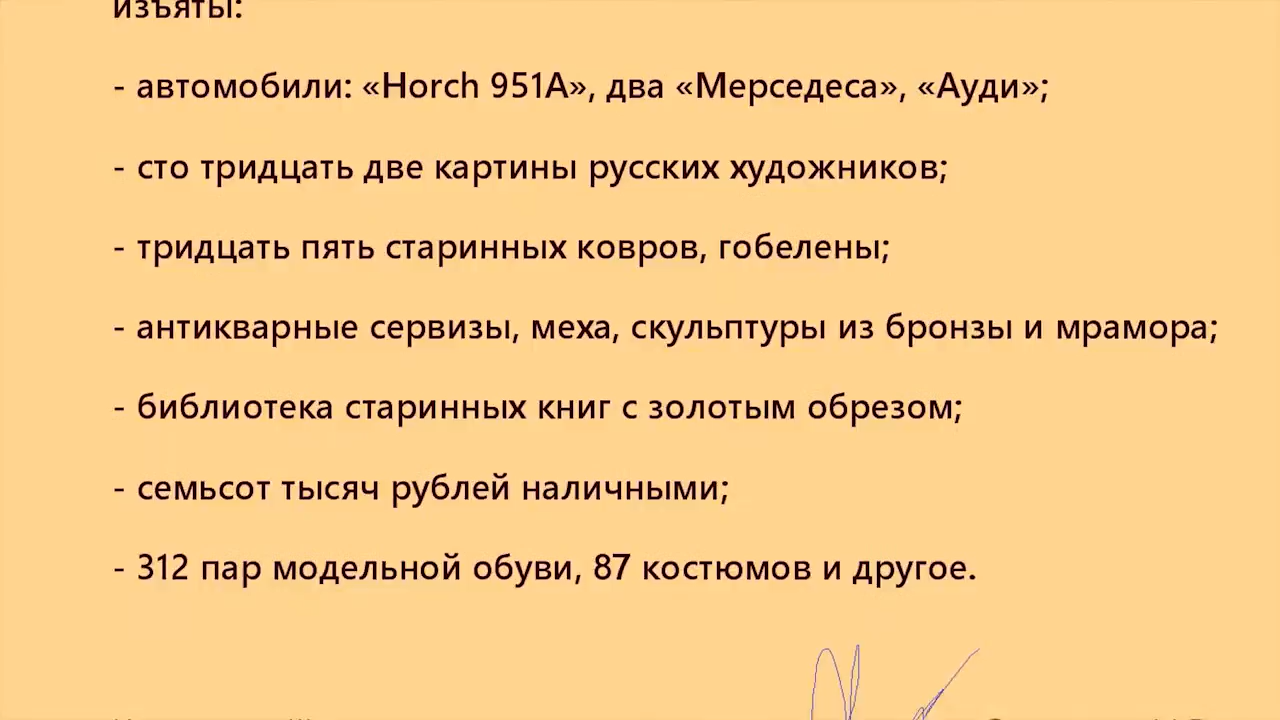 изъяты:
- автомобили: «Horch 951A», два «Мерседеса», «Ауди»;
- сто тридцать две картины русских художников;
- тридцать пять старинных ковров, гобелены;
- антикварные сервизы, меха, скульптуры из бронзы и мрамора;
- библиотека старинных книг с золотым обрезом;
- семьсот тысяч рублей наличными;
- 312 пар модельной обуви, 87 костюмов и другое.